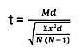 t = Md / √(Σx²d / N (N−1))